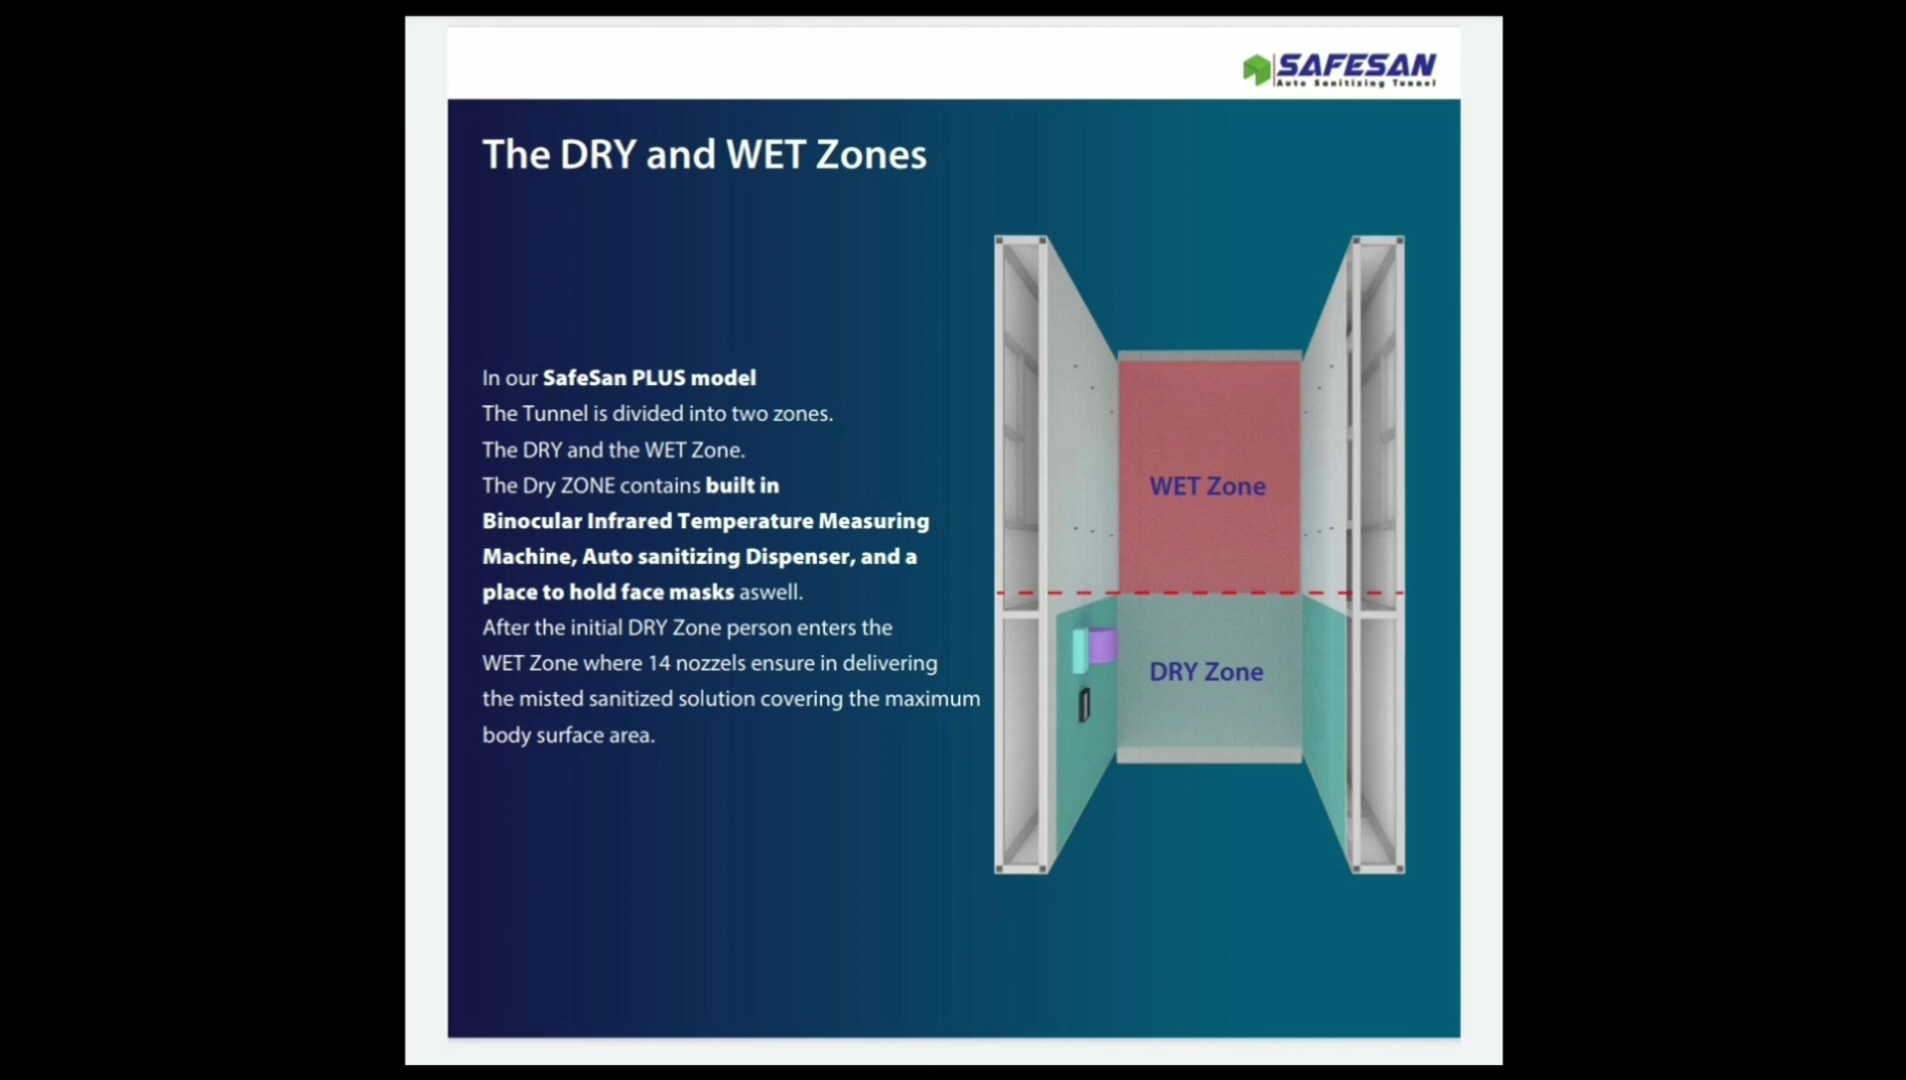 SAFESAN
Auto Sanitizing Tunnel
The DRY and WET Zones
In our SafeSan PLUS model
The Tunnel is divided into two zones.
The DRY and the WET Zone.
The Dry ZONE contains built in
Binocular Infrared Temperature Measuring
Machine, Auto sanitizing Dispenser, and a
place to hold face masks aswell.
After the initial DRY Zone person enters the
WET Zone where 14 nozzels ensure in delivering
the misted sanitized solution covering the maximum
body surface area.
WET Zone
DRY Zone